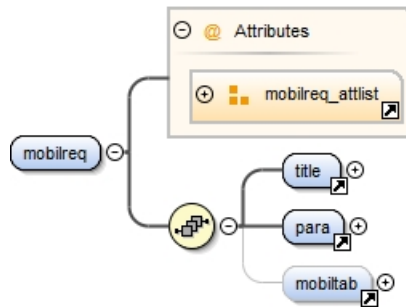 @ Attributes
mobilreq_attlist
mobilreq
title
para
mobiltab